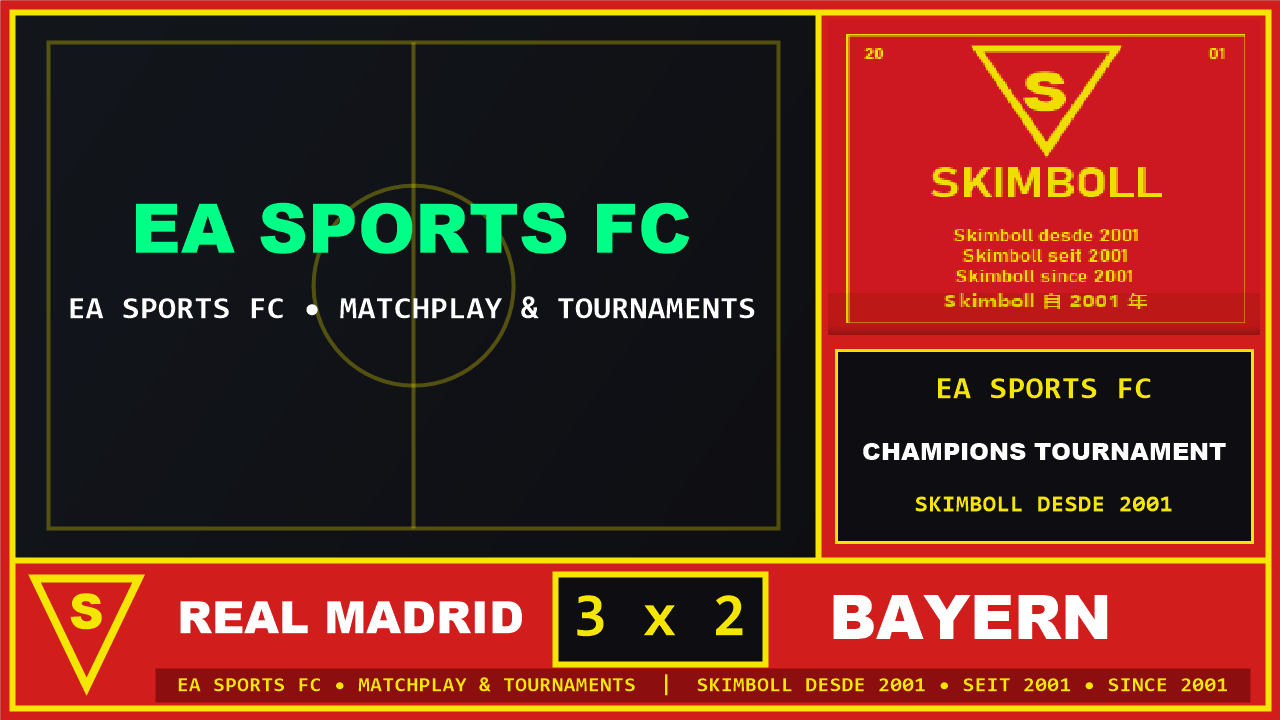 EA SPORTS FC
EA SPORTS FC • MATCHPLAY & TOURNAMENTS
20
01
S
SKIMBOLL
Skimboll desde 2001
Skimboll seit 2001
Skimboll since 2001
Skimboll 自 2001 年
EA SPORTS FC
CHAMPIONS TOURNAMENT
SKIMBOLL DESDE 2001
S
REAL MADRID
3 x 2
BAYERN
EA SPORTS FC • MATCHPLAY & TOURNAMENTS | SKIMBOLL DESDE 2001 • SEIT 2001 • SINCE 2001